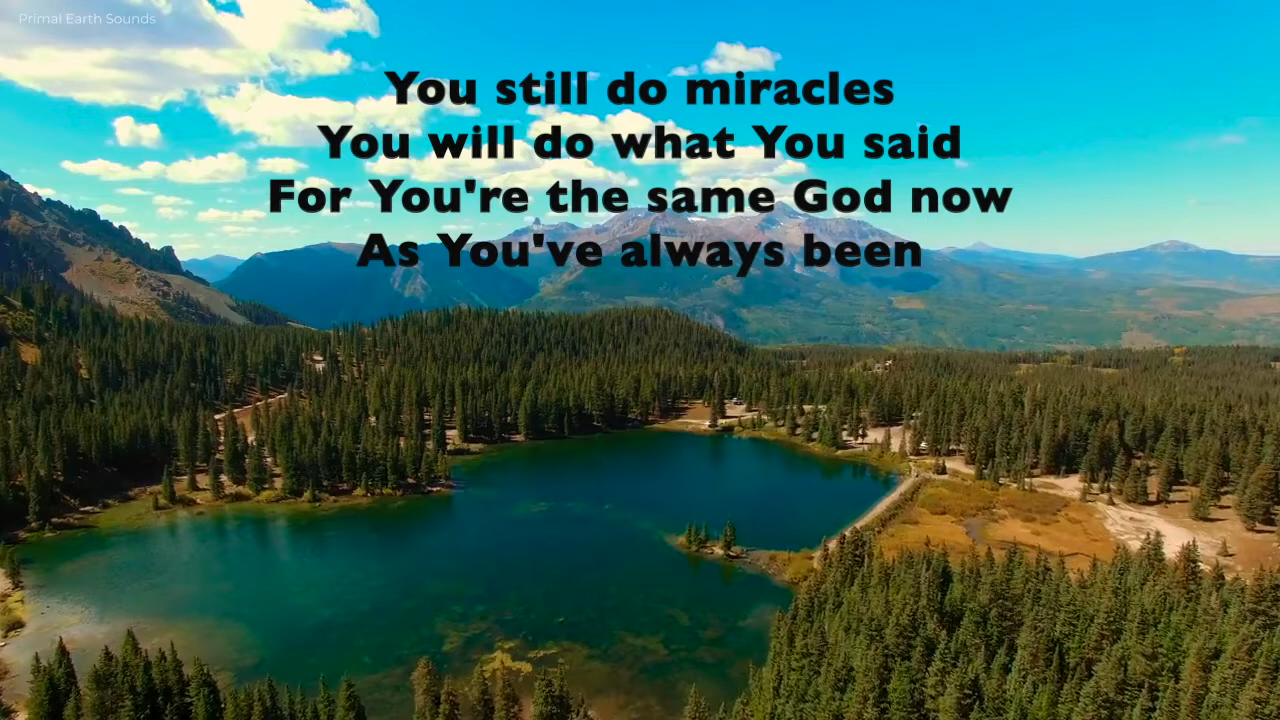 Primal Earth Sounds
You still do miracles
You will do what You said
For You're the same God now
As You've always been